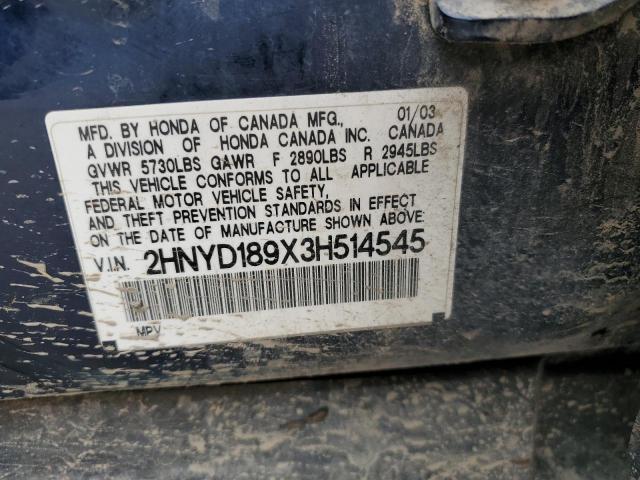 MFD. BY HONDA OF CANADA MFG., 01/03
A DIVISION OF HONDA CANADA INC. CANADA
GVWR 5730LBS GAWR F 2890LBS R 2945LBS
THIS VEHICLE CONFORMS TO ALL APPLICABLE
FEDERAL MOTOR VEHICLE SAFETY,
AND THEFT PREVENTION STANDARDS IN EFFECT
ON THE DATE OF MANUFACTURE SHOWN ABOVE.
V.I.N. 2HNYD189X3H514545
MPV